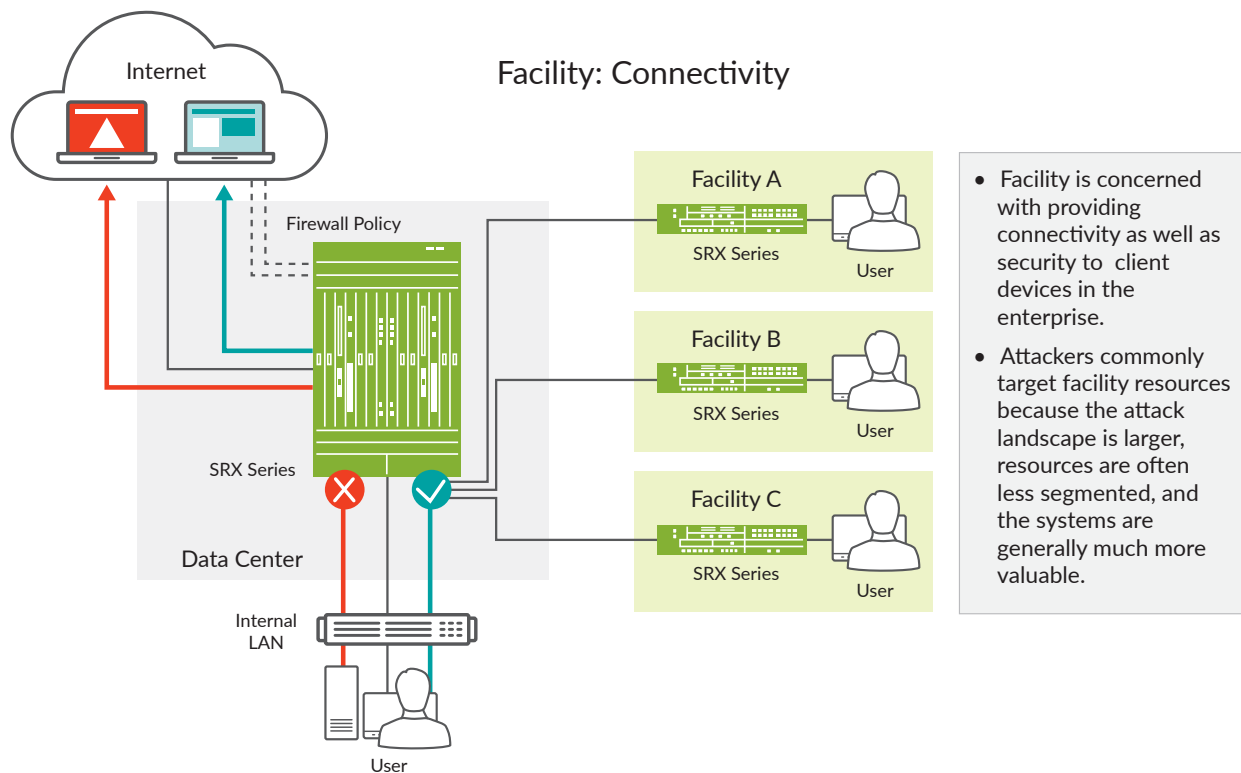 Internet
Facility: Connectivity
Firewall Policy
SRX Series
Data Center
Internal
LAN
User
Facility A
SRX Series
User
Facility B
SRX Series
User
Facility C
SRX Series
User
• Facility is concerned
with providing
connectivity as well as
security to client
devices in the
enterprise.
• Attackers commonly
target facility resources
because the attack
landscape is larger,
resources are often
less segmented, and
the systems are
generally much more
valuable.